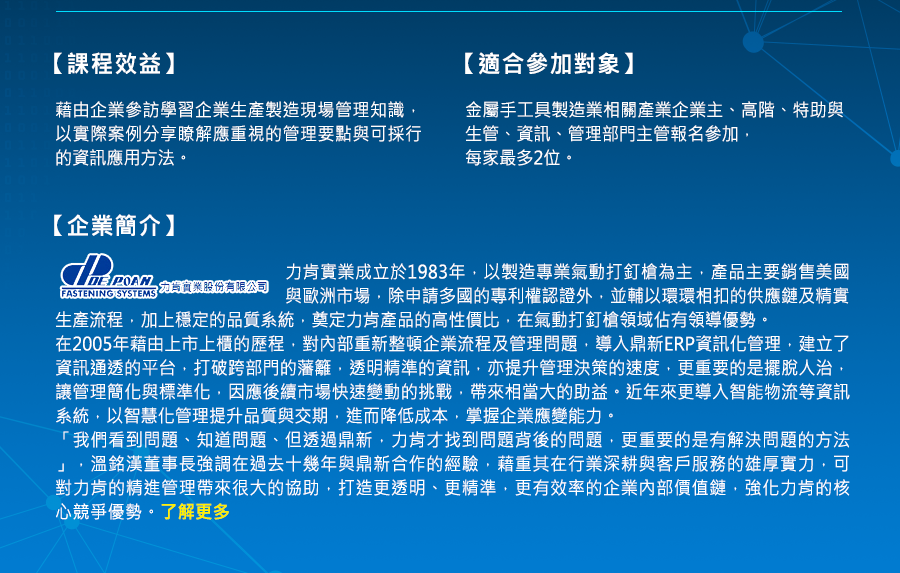 【課程效益】
藉由企業參訪學習企業生產製造現場管理知識，
以實際案例分享瞭解應重視的管理要點與可採行
的資訊應用方法。
【適合參加對象】
金屬手工具製造業相關產業企業主、高階、特助與
生管、資訊、管理部門主管報名參加，
每家最多2位。
【企業簡介】
DE POAN
FASTENING SYSTEMS
力肯實業股份有限公司
力肯實業成立於1983年，以製造專業氣動打釘槍為主，產品主要銷售美國
與歐洲市場，除申請多國的專利權認證外，並輔以環環相扣的供應鏈及精實
生產流程，加上穩定的品質系統，奠定力肯產品的高性價比，在氣動打釘槍領域佔有領導優勢。
在2005年藉由上市上櫃的歷程，對內部重新整頓企業流程及管理問題，導入鼎新ERP資訊化管理，建立了
資訊通透的平台，打破跨部門的藩籬，透明精準的資訊，亦提升管理決策的速度，更重要的是擺脫人治，
讓管理簡化與標準化，因應後續市場快速變動的挑戰，帶來相當大的助益。近年來更導入智能物流等資訊
系統，以智慧化管理提升品質與交期，進而降低成本，掌握企業應變能力。
「我們看到問題、知道問題、但透過鼎新，力肯才找到問題背後的問題，更重要的是有解決問題的方法
」，溫銘漢董事長強調在過去十幾年與鼎新合作的經驗，藉重其在行業深耕與客戶服務的雄厚實力，可
對力肯的精進管理帶來很大的協助，打造更透明、更精準，更有效率的企業內部價值鏈，強化力肯的核
心競爭優勢。了解更多